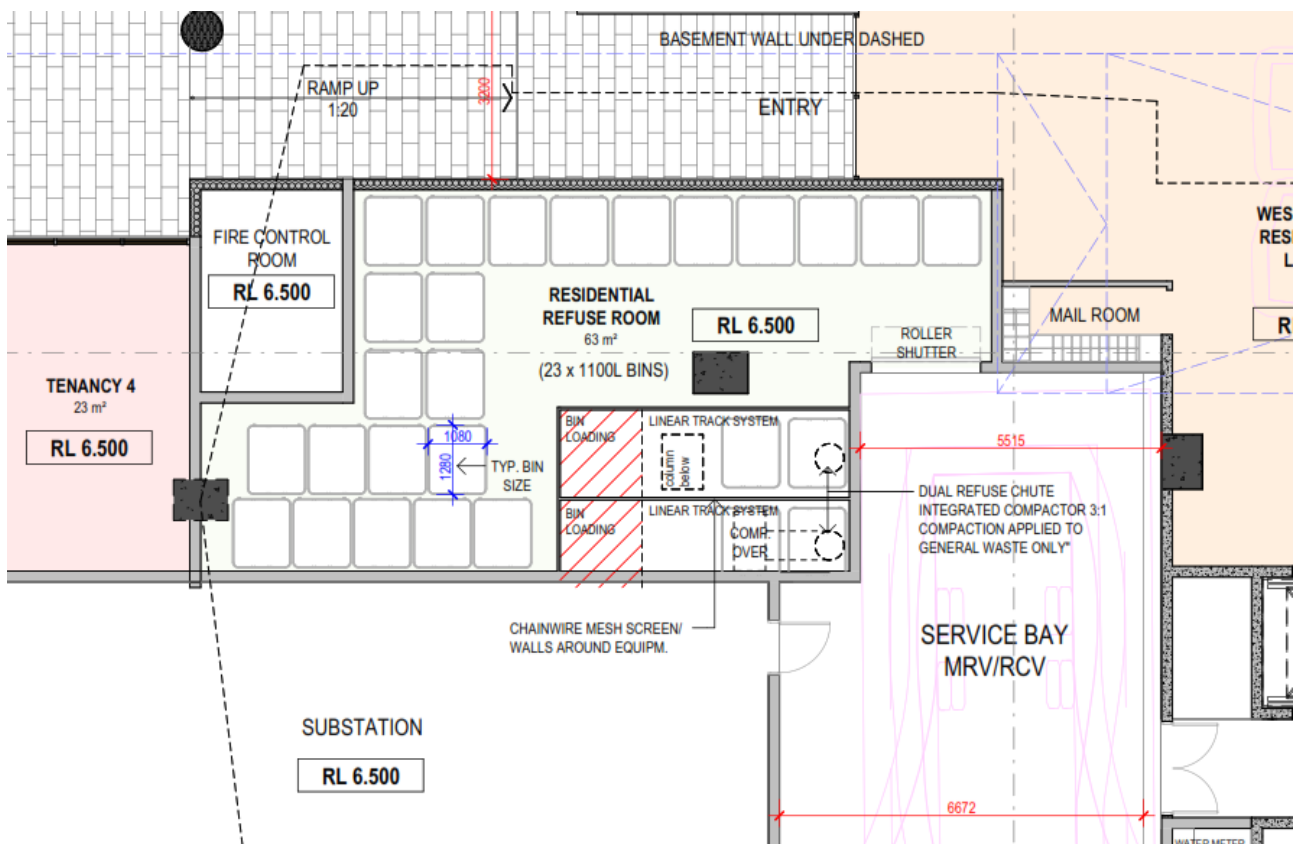 BASEMENT WALL UNDER DASHED
RAMP UP
1:20
3200
ENTRY
FIRE CONTROL
ROOM
RL 6.500
RESIDENTIAL
REFUSE ROOM
63 m²
(23 x 1100L BINS)
RL 6.500
ROLLER
SHUTTER
MAIL ROOM
WES
RESI
L
R
TENANCY 4
23 m²
RL 6.500
BIN
LOADING
LINEAR TRACK SYSTEM
column
below
5515
1080
1280
TYP. BIN
SIZE
BIN
LOADING
LINEAR TRACK SYSTEM
COMP.
OVER
DUAL REFUSE CHUTE
INTEGRATED COMPACTOR 3:1
COMPACTION APPLIED TO
GENERAL WASTE ONLY"
CHAINWIRE MESH SCREEN/
WALLS AROUND EQUIPM.
SERVICE BAY
MRV/RCV
SUBSTATION
RL 6.500
6672
WATER METER